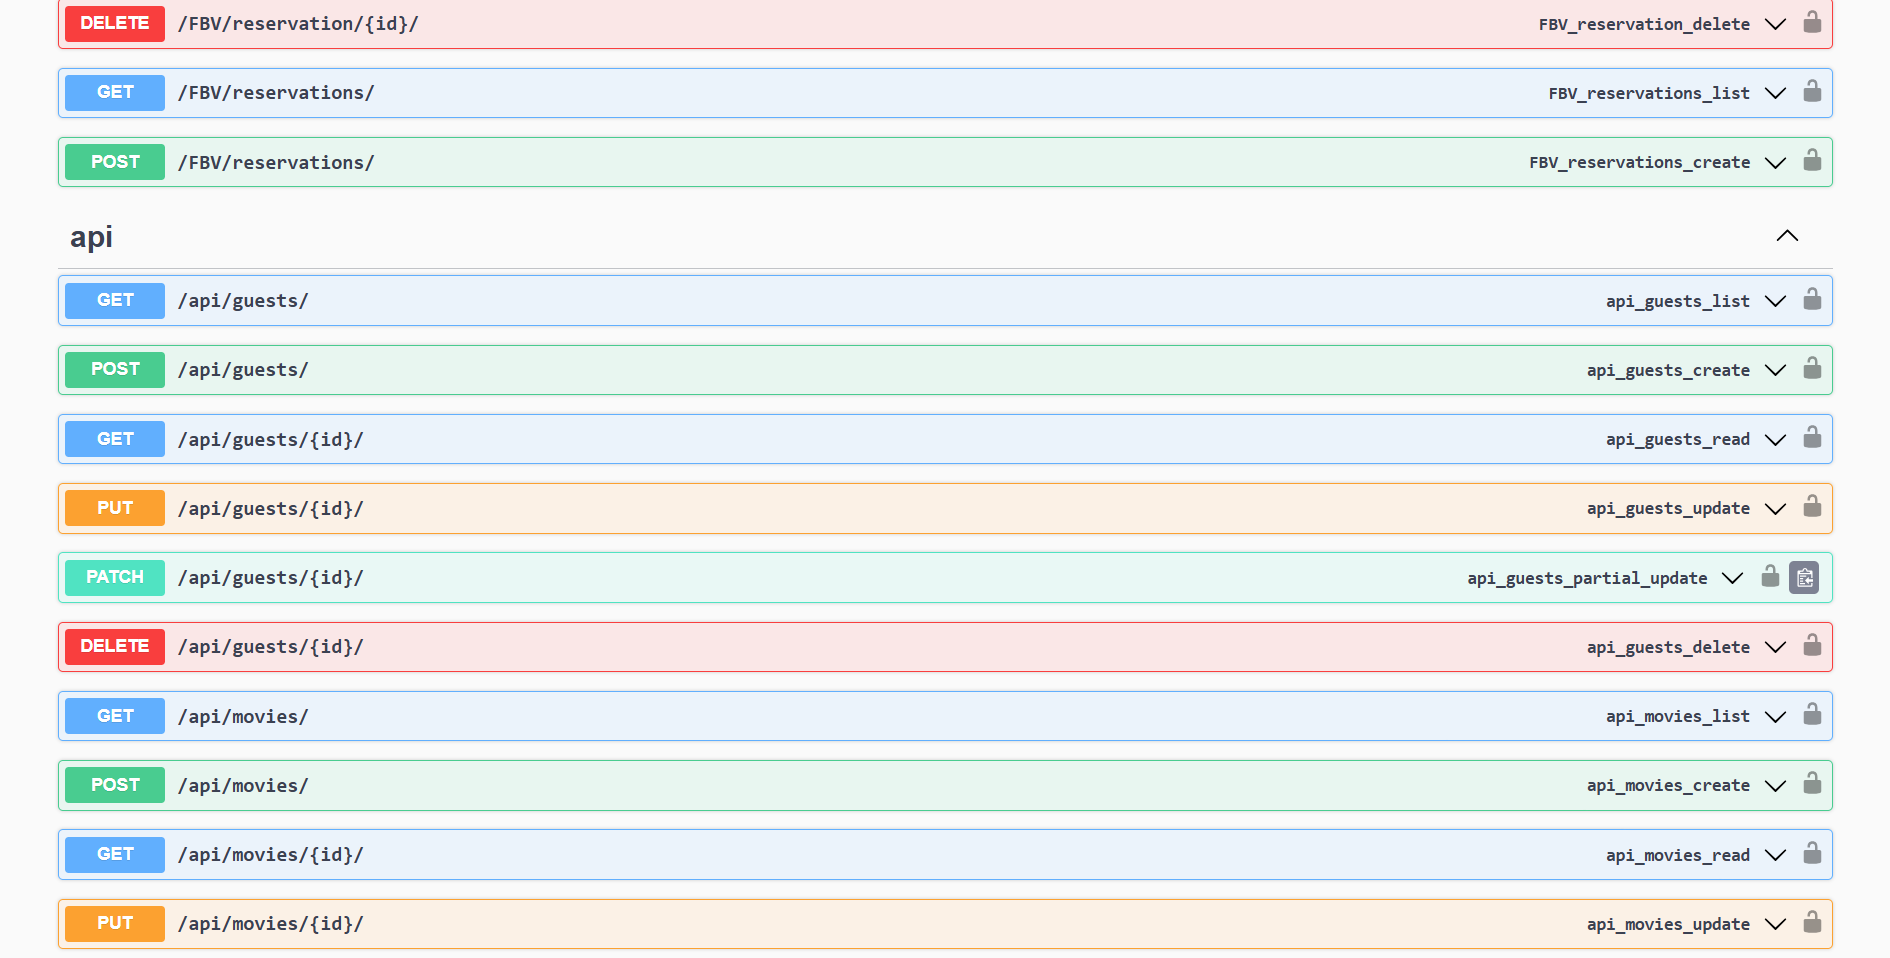 DELETE /FBV/reservation/{id}/ FBV_reservation_delete
GET /FBV/reservations/ FBV_reservations_list
POST /FBV/reservations/ FBV_reservations_create
api
GET /api/guests/ api_guests_list
POST /api/guests/ api_guests_create
GET /api/guests/{id}/ api_guests_read
PUT /api/guests/{id}/ api_guests_update
PATCH /api/guests/{id}/ api_guests_partial_update
DELETE /api/guests/{id}/ api_guests_delete
GET /api/movies/ api_movies_list
POST /api/movies/ api_movies_create
GET /api/movies/{id}/ api_movies_read
PUT /api/movies/{id}/ api_movies_update